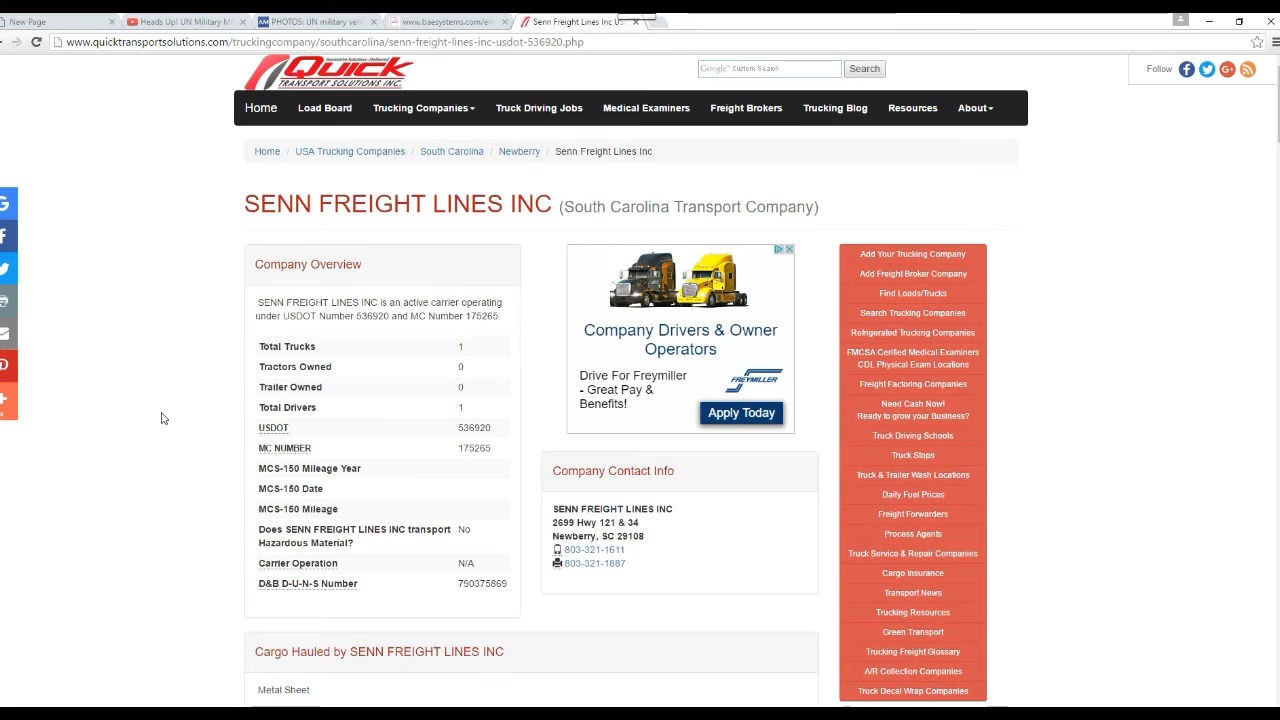 New Page
Heads Up! UN Military M
PHOTOS: UN military veh
www.baesystems.com/en/
Senn Freight Lines Inc US
www.quicktransportsolutions.com/truckingcompany/southcarolina/senn-freight-lines-inc-usdot-536920.php
QUICK
TRANSPORT SOLUTIONS INC.
Google Custom Search
Search
Follow
Home
Load Board
Trucking Companies
Truck Driving Jobs
Medical Examiners
Freight Brokers
Trucking Blog
Resources
About
Home / USA Trucking Companies / South Carolina / Newberry / Senn Freight Lines Inc
SENN FREIGHT LINES INC (South Carolina Transport Company)
Company Overview
SENN FREIGHT LINES INC is an active carrier operating
under USDOT Number 536920 and MC Number 175265.
Total Trucks 1
Tractors Owned 0
Trailer Owned 0
Total Drivers 1
USDOT 536920
MC NUMBER 175265
MCS-150 Mileage Year
MCS-150 Date
MCS-150 Mileage
Does SENN FREIGHT LINES INC transport No
Hazardous Material?
Carrier Operation N/A
D&B D-U-N-S Number 790375869
Company Drivers & Owner
Operators
Drive For Freymiller
- Great Pay &
Benefits!
FREYMILLER
Apply Today
Company Contact Info
SENN FREIGHT LINES INC
2699 Hwy 121 & 34
Newberry, SC 29108
803-321-1611
803-321-1887
Cargo Hauled by SENN FREIGHT LINES INC
Metal Sheet
Add Your Trucking Company
Add Freight Broker Company
Find Loads/Trucks
Search Trucking Companies
Refrigerated Trucking Companies
FMCSA Cerified Medical Examiners
CDL Physical Exam Locations
Freight Factoring Companies
Need Cash Now!
Ready to grow your Business?
Truck Driving Schools
Truck Stops
Truck & Trailer Wash Locations
Daily Fuel Prices
Freight Forwarders
Process Agents
Truck Service & Repair Companies
Cargo Insurance
Transport News
Trucking Resources
Green Transport
Trucking Freight Glossary
A/R Collection Companies
Truck Decal Wrap Companies